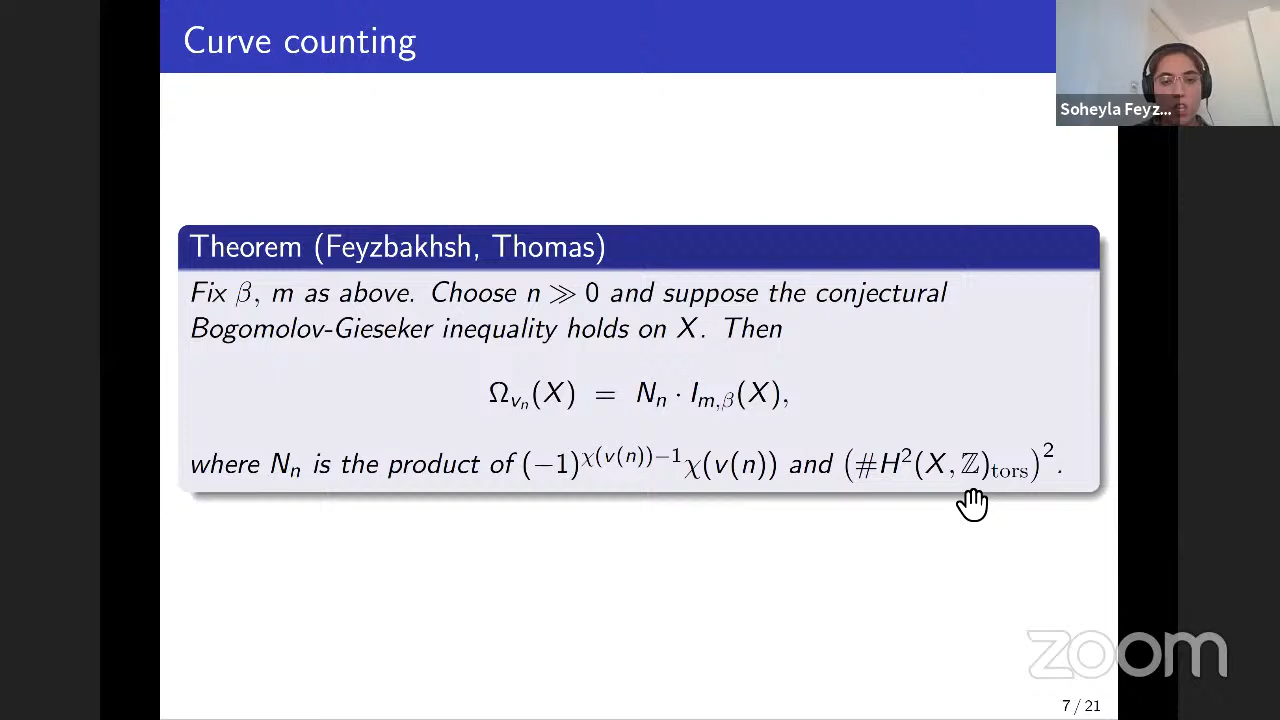 Curve counting
Soheyla Feyz...
Theorem (Feyzbakhsh, Thomas)
Fix β, m as above. Choose n ≫ 0 and suppose the conjectural
Bogomolov-Gieseker inequality holds on X. Then
Ω_{v_n}(X) = N_n · I_{m,β}(X),
where N_n is the product of (−1)^{χ(v(n))−1}χ(v(n)) and (#H²(X, ℤ)_{tors})².
zoom
7 / 21